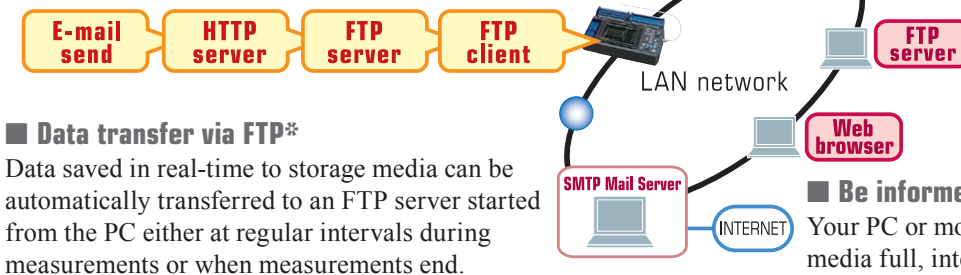 E-mail
send
HTTP
server
FTP
server
FTP
client
FTP
server
LAN network
Web
browser
■ Data transfer via FTP*
Data saved in real-time to storage media can be
automatically transferred to an FTP server started
from the PC either at regular intervals during
measurements or when measurements end.
SMTP Mail Server
INTERNET
■ Be informe
Your PC or mo
media full, int